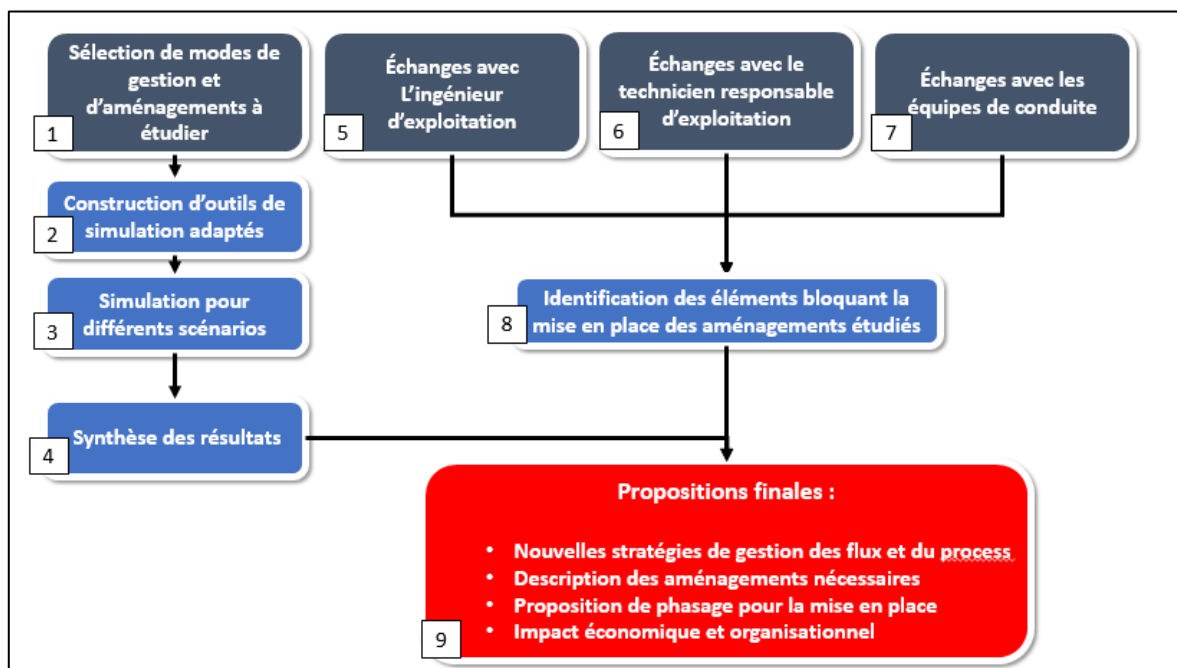 Sélection de modes de
gestion et
d'aménagements à
étudier
1
Construction d'outils de
simulation adaptés
2
Simulation pour
différents scénarios
3
Synthèse des résultats
4
Échanges avec
L'ingénieur
d'exploitation
5
Échanges avec le
technicien responsable
d'exploitation
6
Échanges avec les
équipes de conduite
7
Identification des éléments bloquant la
mise en place des aménagements étudiés
8
Propositions finales :
• Nouvelles stratégies de gestion des flux et du process
• Description des aménagements nécessaires
• Proposition de phasage pour la mise en place
• Impact économique et organisationnel
9